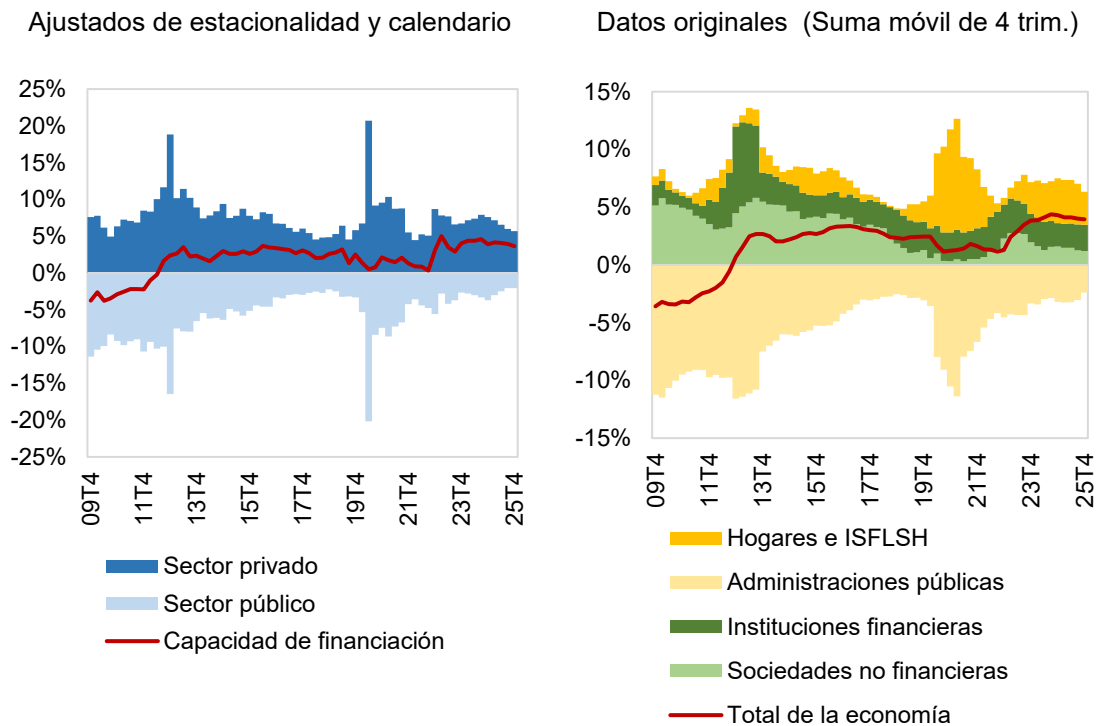 Ajustados de estacionalidad y calendario
25%
20%
15%
10%
5%
0%
-5%
-10%
-15%
-20%
-25%
09T4
11T4
13T4
15T4
17T4
19T4
21T4
23T4
25T4
Sector privado
Sector público
Capacidad de financiación
Datos originales (Suma móvil de 4 trim.)
15%
10%
5%
0%
-5%
-10%
-15%
09T4
11T4
13T4
15T4
17T4
19T4
21T4
23T4
25T4
Hogares e ISFLSH
Administraciones públicas
Instituciones financieras
Sociedades no financieras
Total de la economía